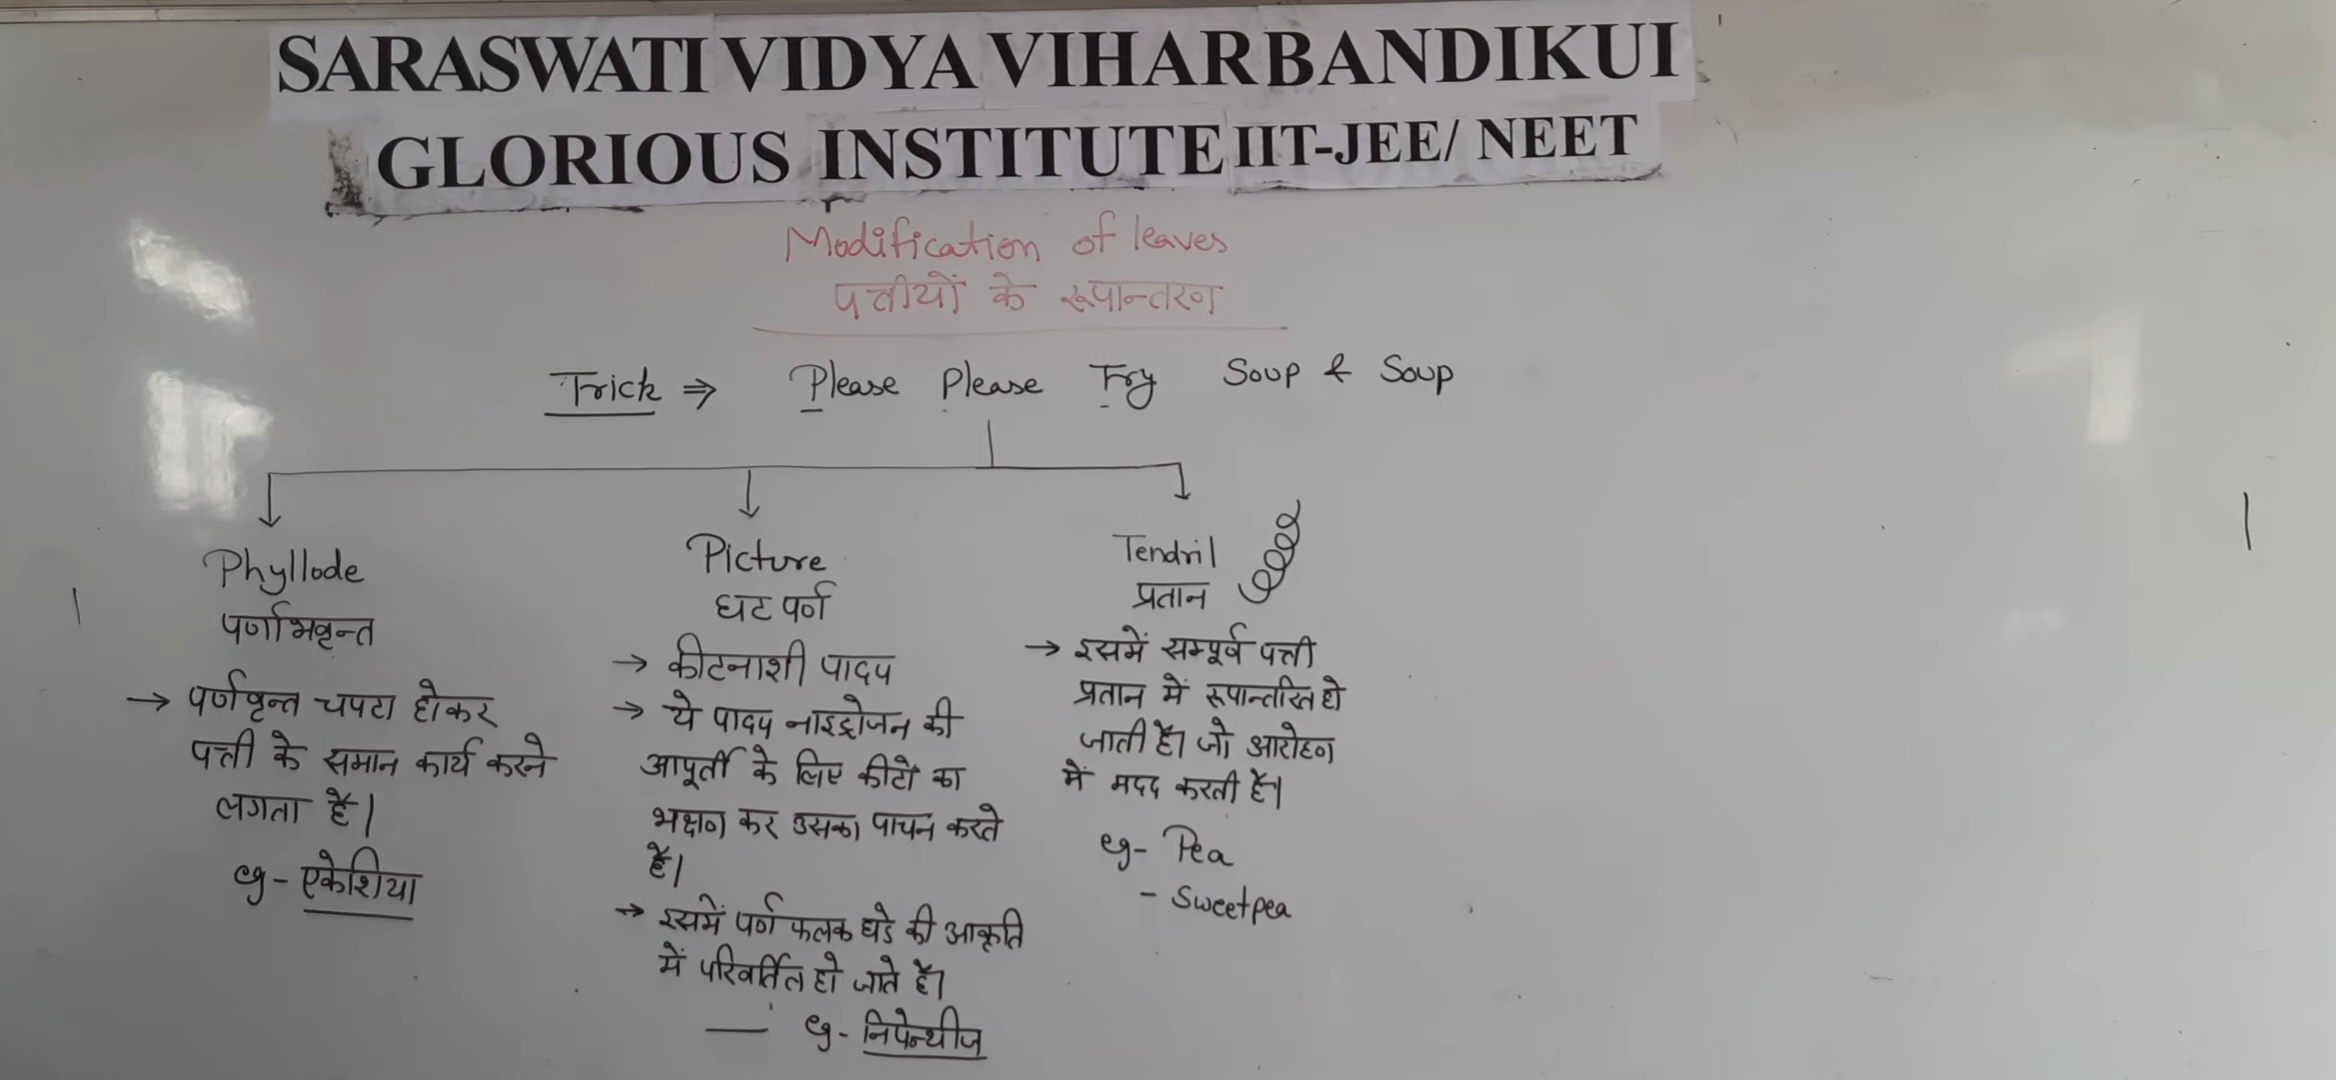 SARASWATI VIDYA VIHAR BANDIKUI
GLORIOUS INSTITUTE IIT-JEE/ NEET
Modification of leaves
पत्तीयों के रूपान्तरण
Trick ⇒ Please Please Try Soup & Soup
Phyllode
पर्णाभवृन्त
→ पर्णवृन्त चपटा होकर
पत्ती के समान कार्य करने
लगता है।
eg - एकेशिया
Picture
घट पर्ण
→ कीटनाशी पादप
→ ये पादप नाइट्रोजन की
आपूर्ती के लिए कीटों का
भक्षण कर उसका पाचन करते
हैं।
→ इसमें पर्ण फलक घडे की आकृति
में परिवर्तित हो जाते हैं।
— eg - निपेन्थीज
Tendril
प्रतान
→ इसमें सम्पूर्व पत्ती
प्रतान में रूपान्तरित हो
जाती है। जो आरोहण
में मदद करती है।
eg - Pea
- Sweetpea